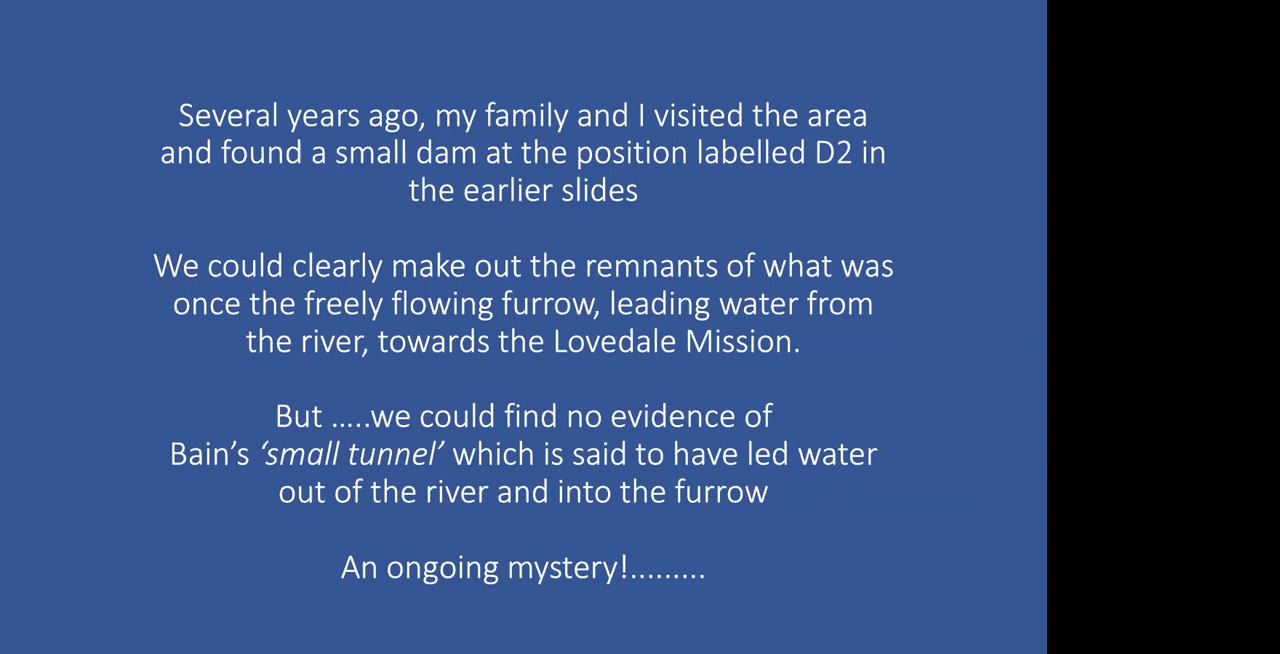 Several years ago, my family and I visited the area
and found a small dam at the position labelled D2 in
the earlier slides
We could clearly make out the remnants of what was
once the freely flowing furrow, leading water from
the river, towards the Lovedale Mission.
But .....we could find no evidence of
Bain’s ‘small tunnel’ which is said to have led water
out of the river and into the furrow
An ongoing mystery!.........